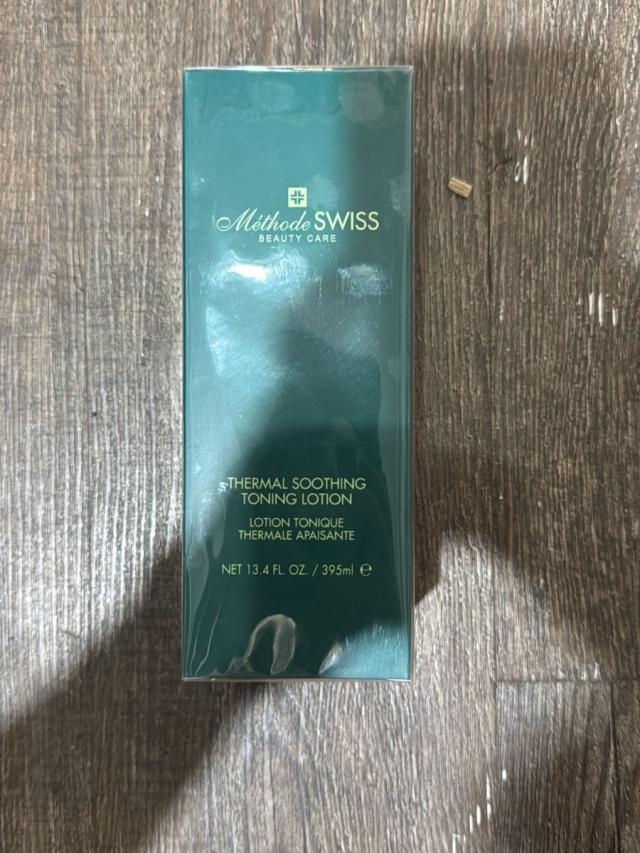 Méthode SWISS
BEAUTY CARE
THERMAL SOOTHING
TONING LOTION
LOTION TONIQUE
THERMALE APAISANTE
NET 13.4 FL. OZ. / 395ml ℮